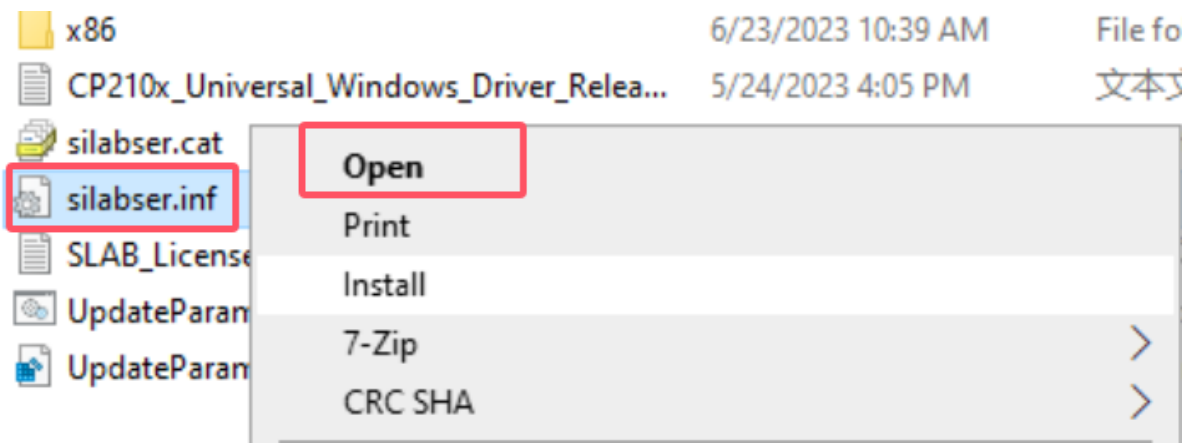 x86 6/23/2023 10:39 AM File fo
CP210x_Universal_Windows_Driver_Relea... 5/24/2023 4:05 PM 文本文
silabser.cat
Open
silabser.inf
Print
SLAB_License
Install
UpdateParam
7-Zip
UpdateParam
CRC SHA